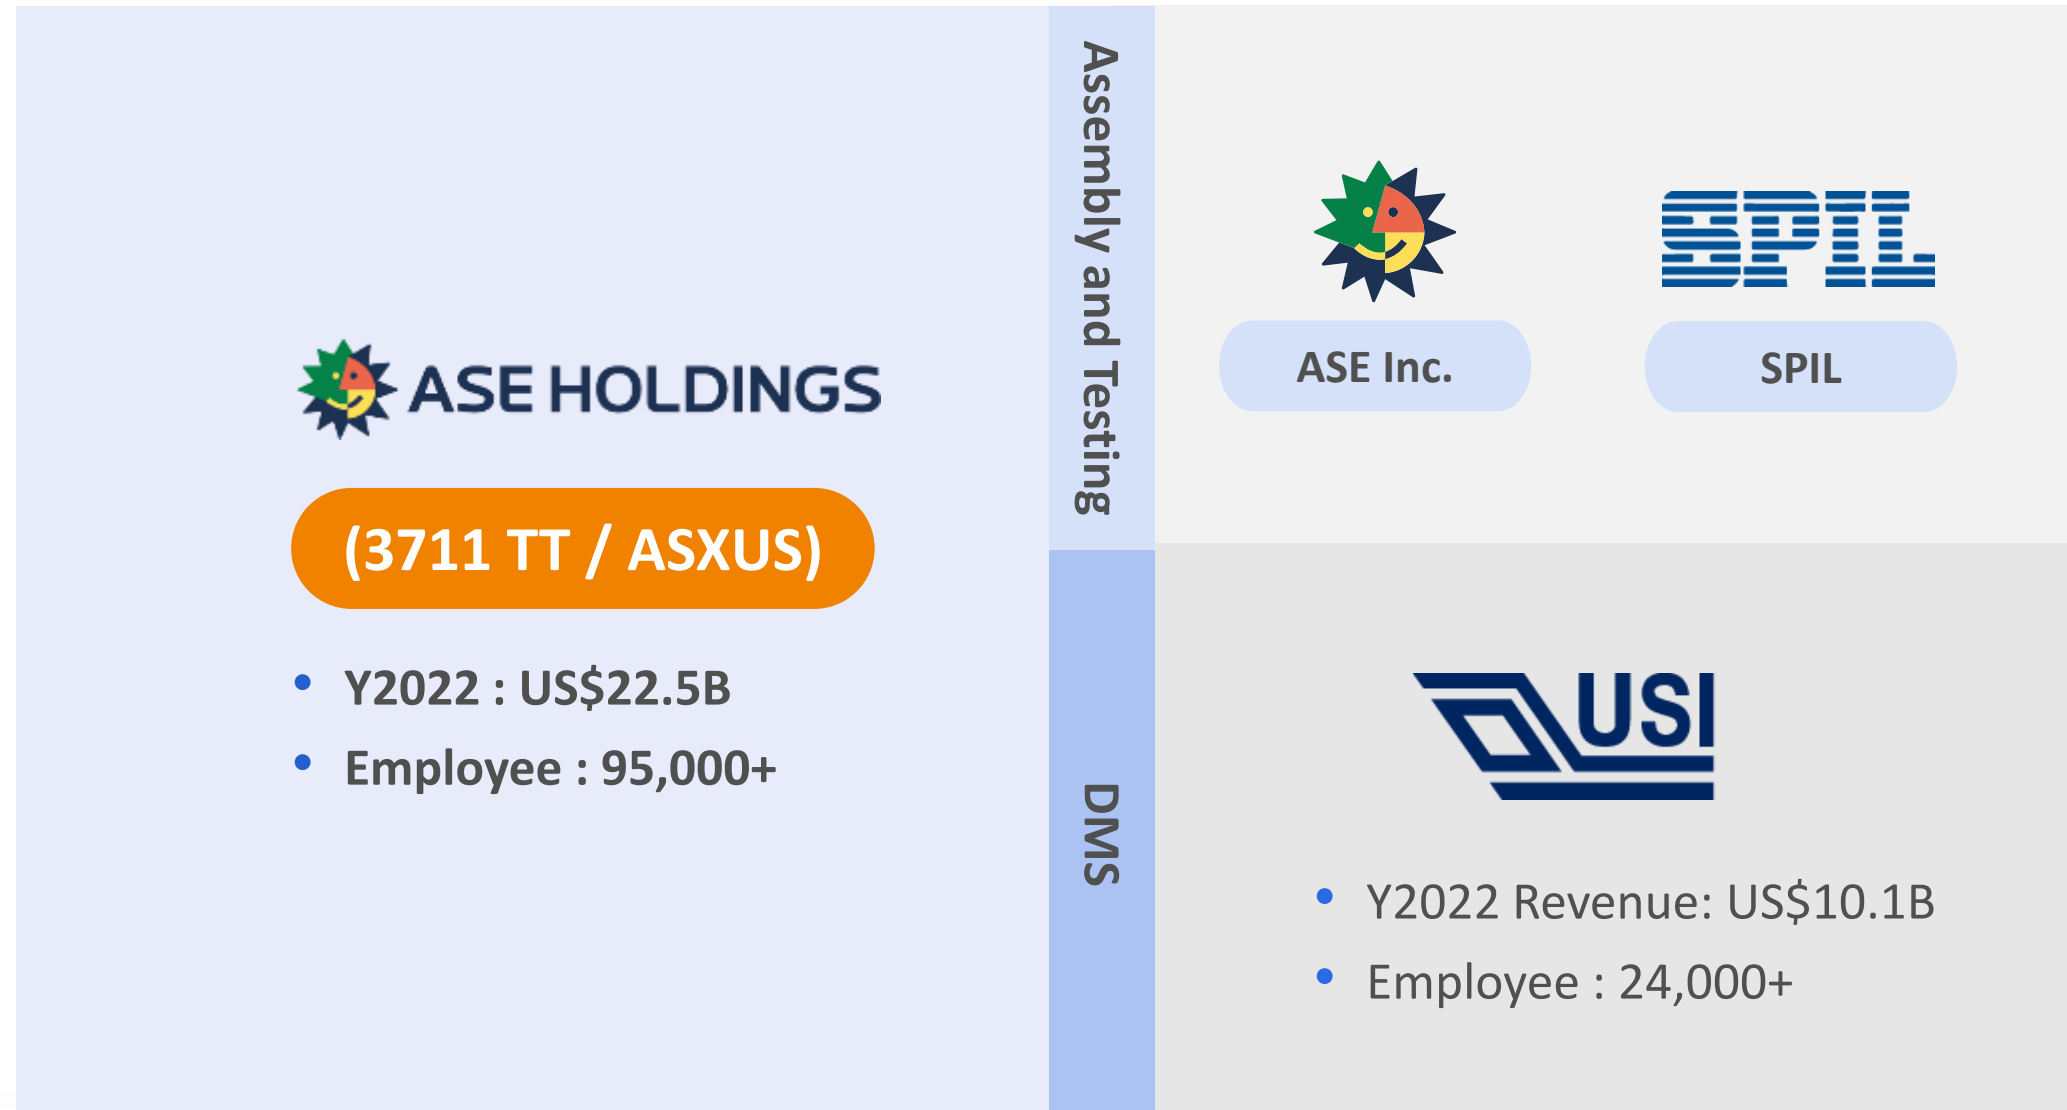 ASE HOLDINGS
(3711 TT / ASXUS)
• Y2022 : US$22.5B
• Employee : 95,000+
Assembly and Testing
SPIL
ASE Inc.
SPIL
DMS
USI
• Y2022 Revenue: US$10.1B
• Employee : 24,000+